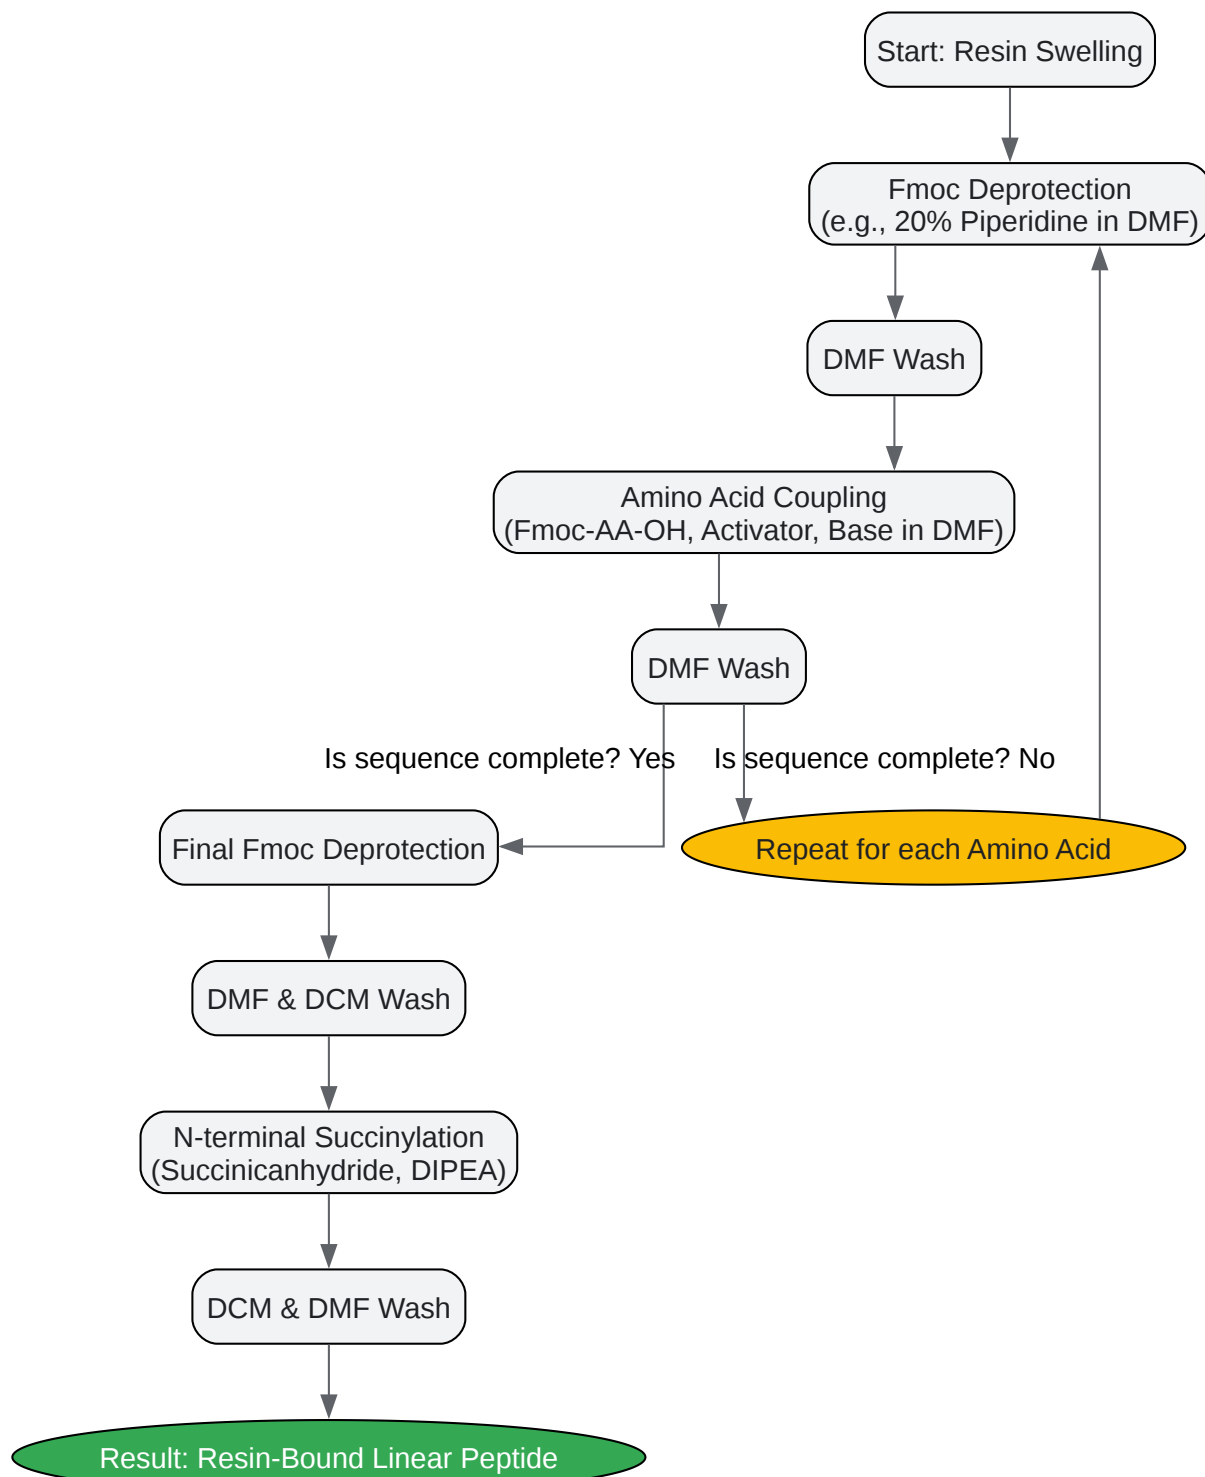 Start: Resin Swelling
Fmoc Deprotection
(e.g., 20% Piperidine in DMF)
DMF Wash
Amino Acid Coupling
(Fmoc-AA-OH, Activator, Base in DMF)
DMF Wash
Is sequence complete? Yes
Is sequence complete? No
Final Fmoc Deprotection
Repeat for each Amino Acid
DMF & DCM Wash
N-terminal Succinylation
(Succinicanhydride, DIPEA)
DCM & DMF Wash
Result: Resin-Bound Linear Peptide